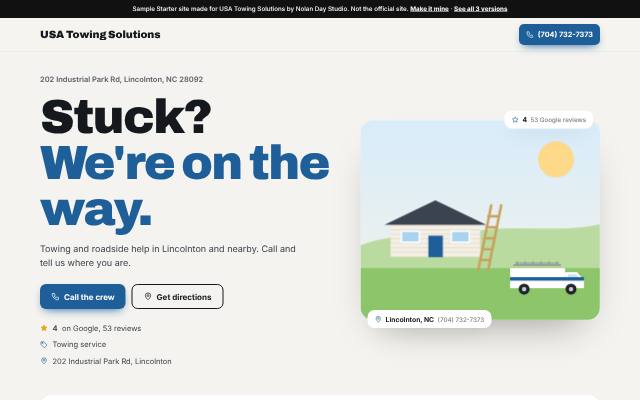 Sample Starter site made for USA Towing Solutions by Nolan Day Studio. Not the official site. Make it mine · See all 3 versions
USA Towing Solutions
(704) 732-7373
202 Industrial Park Rd, Lincolnton, NC 28092
Stuck?
We're on the
way.
4 53 Google reviews
Towing and roadside help in Lincolnton and nearby. Call and
tell us where you are.
Call the crew
Get directions
Lincolnton, NC (704) 732-7373
4 on Google, 53 reviews
Towing service
202 Industrial Park Rd, Lincolnton